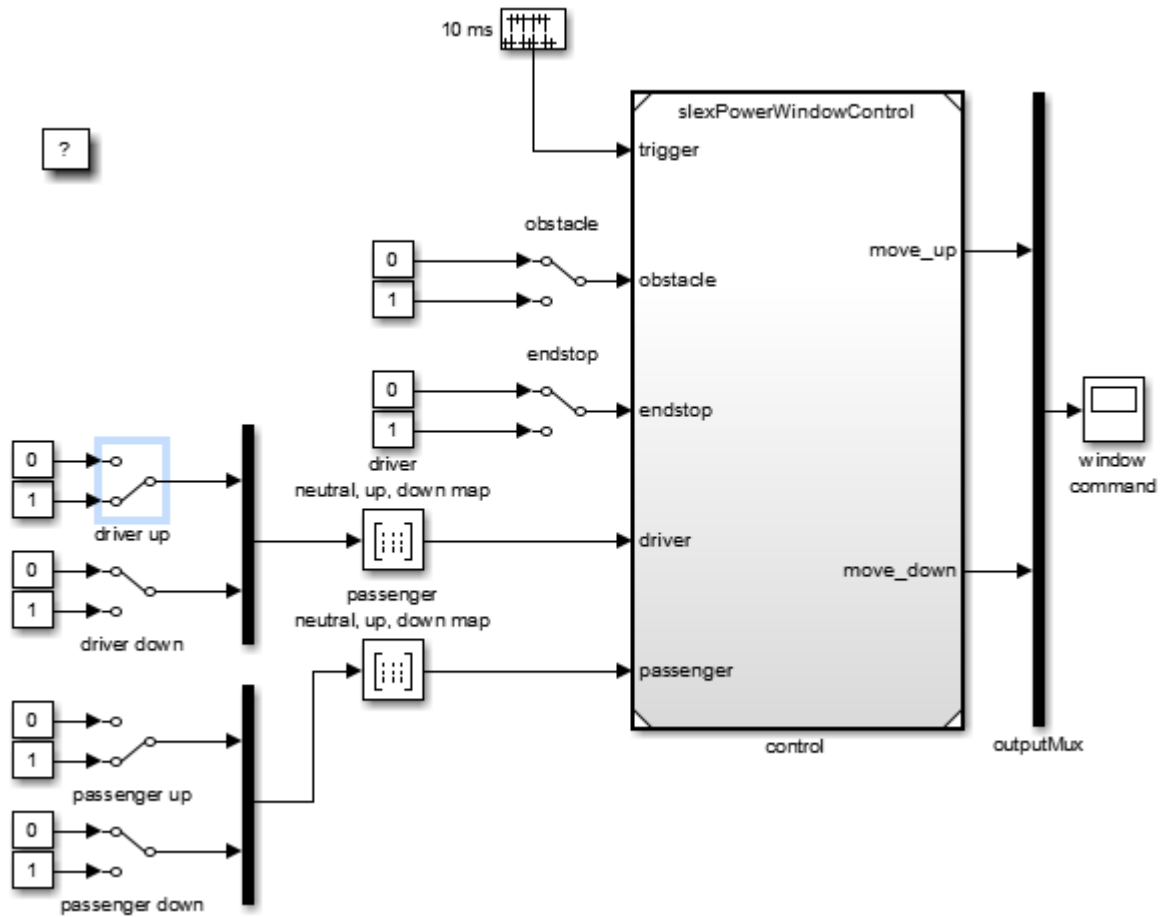 10 ms
?
slexPowerWindowControl
trigger
obstacle
0
1
obstacle
move_up
endstop
0
1
endstop
window
command
0
1
driver up
driver
neutral, up, down map
driver
0
1
driver down
passenger
neutral, up, down map
move_down
passenger
0
1
passenger up
0
1
passenger down
control
outputMux